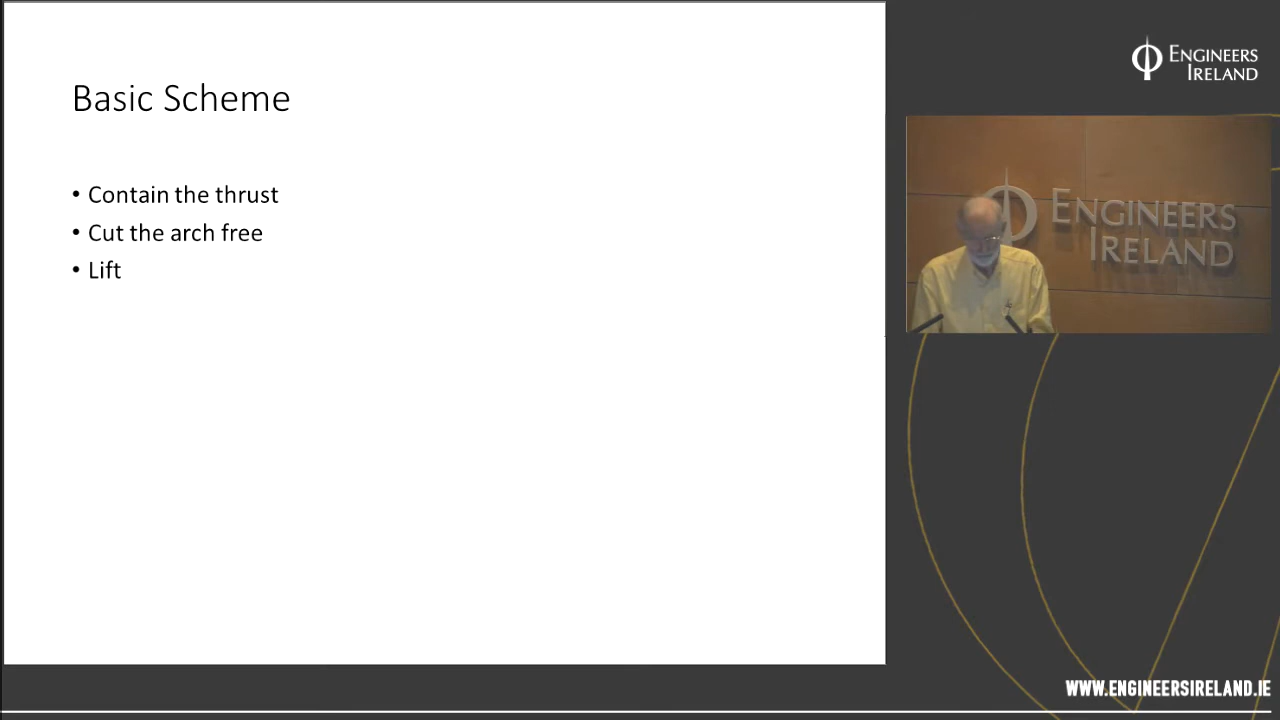 Basic Scheme
• Contain the thrust
• Cut the arch free
• Lift
ENGINEERS
IRELAND
ENGINEERS
IRELAND
WWW.ENGINEERSIRELAND.IE